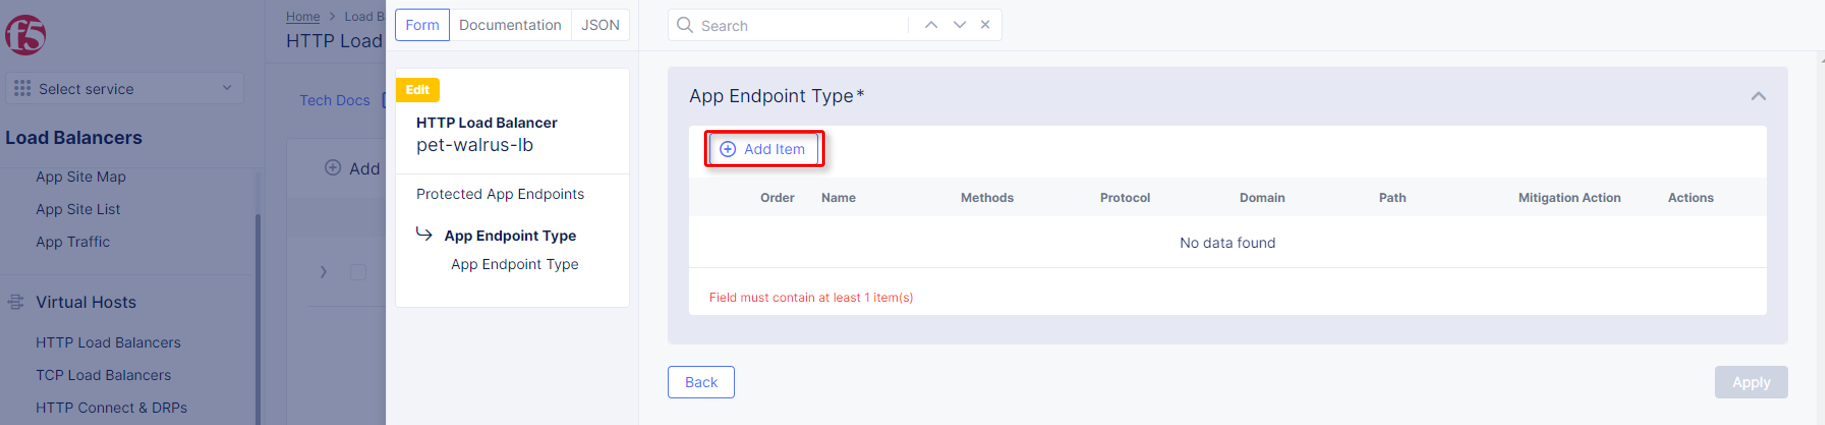 f5
Select service
Load Balancers
App Site Map
App Site List
App Traffic
Virtual Hosts
HTTP Load Balancers
TCP Load Balancers
HTTP Connect & DRPs
Home > Load B
HTTP Load
Tech Docs
Add
Form Documentation JSON
Edit
HTTP Load Balancer
pet-walrus-lb
Protected App Endpoints
App Endpoint Type
App Endpoint Type
Search
App Endpoint Type*
Add Item
Order Name Methods Protocol Domain Path Mitigation Action Actions
No data found
Field must contain at least 1 item(s)
Back
Apply